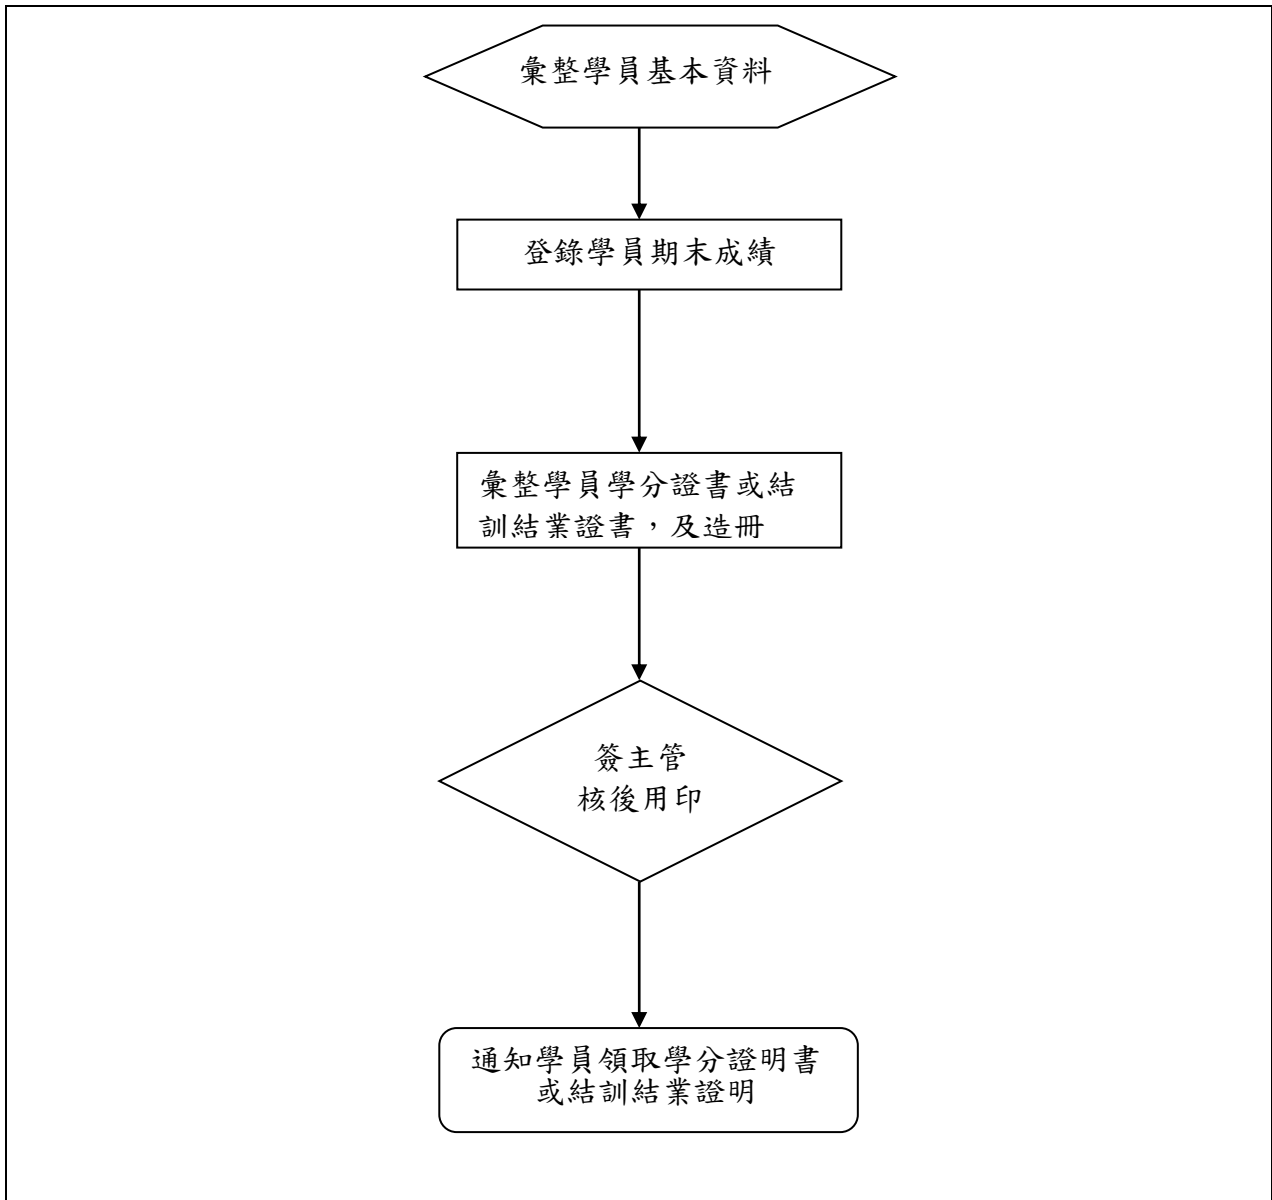 彙整學員基本資料
登錄學員期末成績
彙整學員學分證書或結
訓結業證書，及造冊
簽主管
核後用印
通知學員領取學分證明書
或結訓結業證明